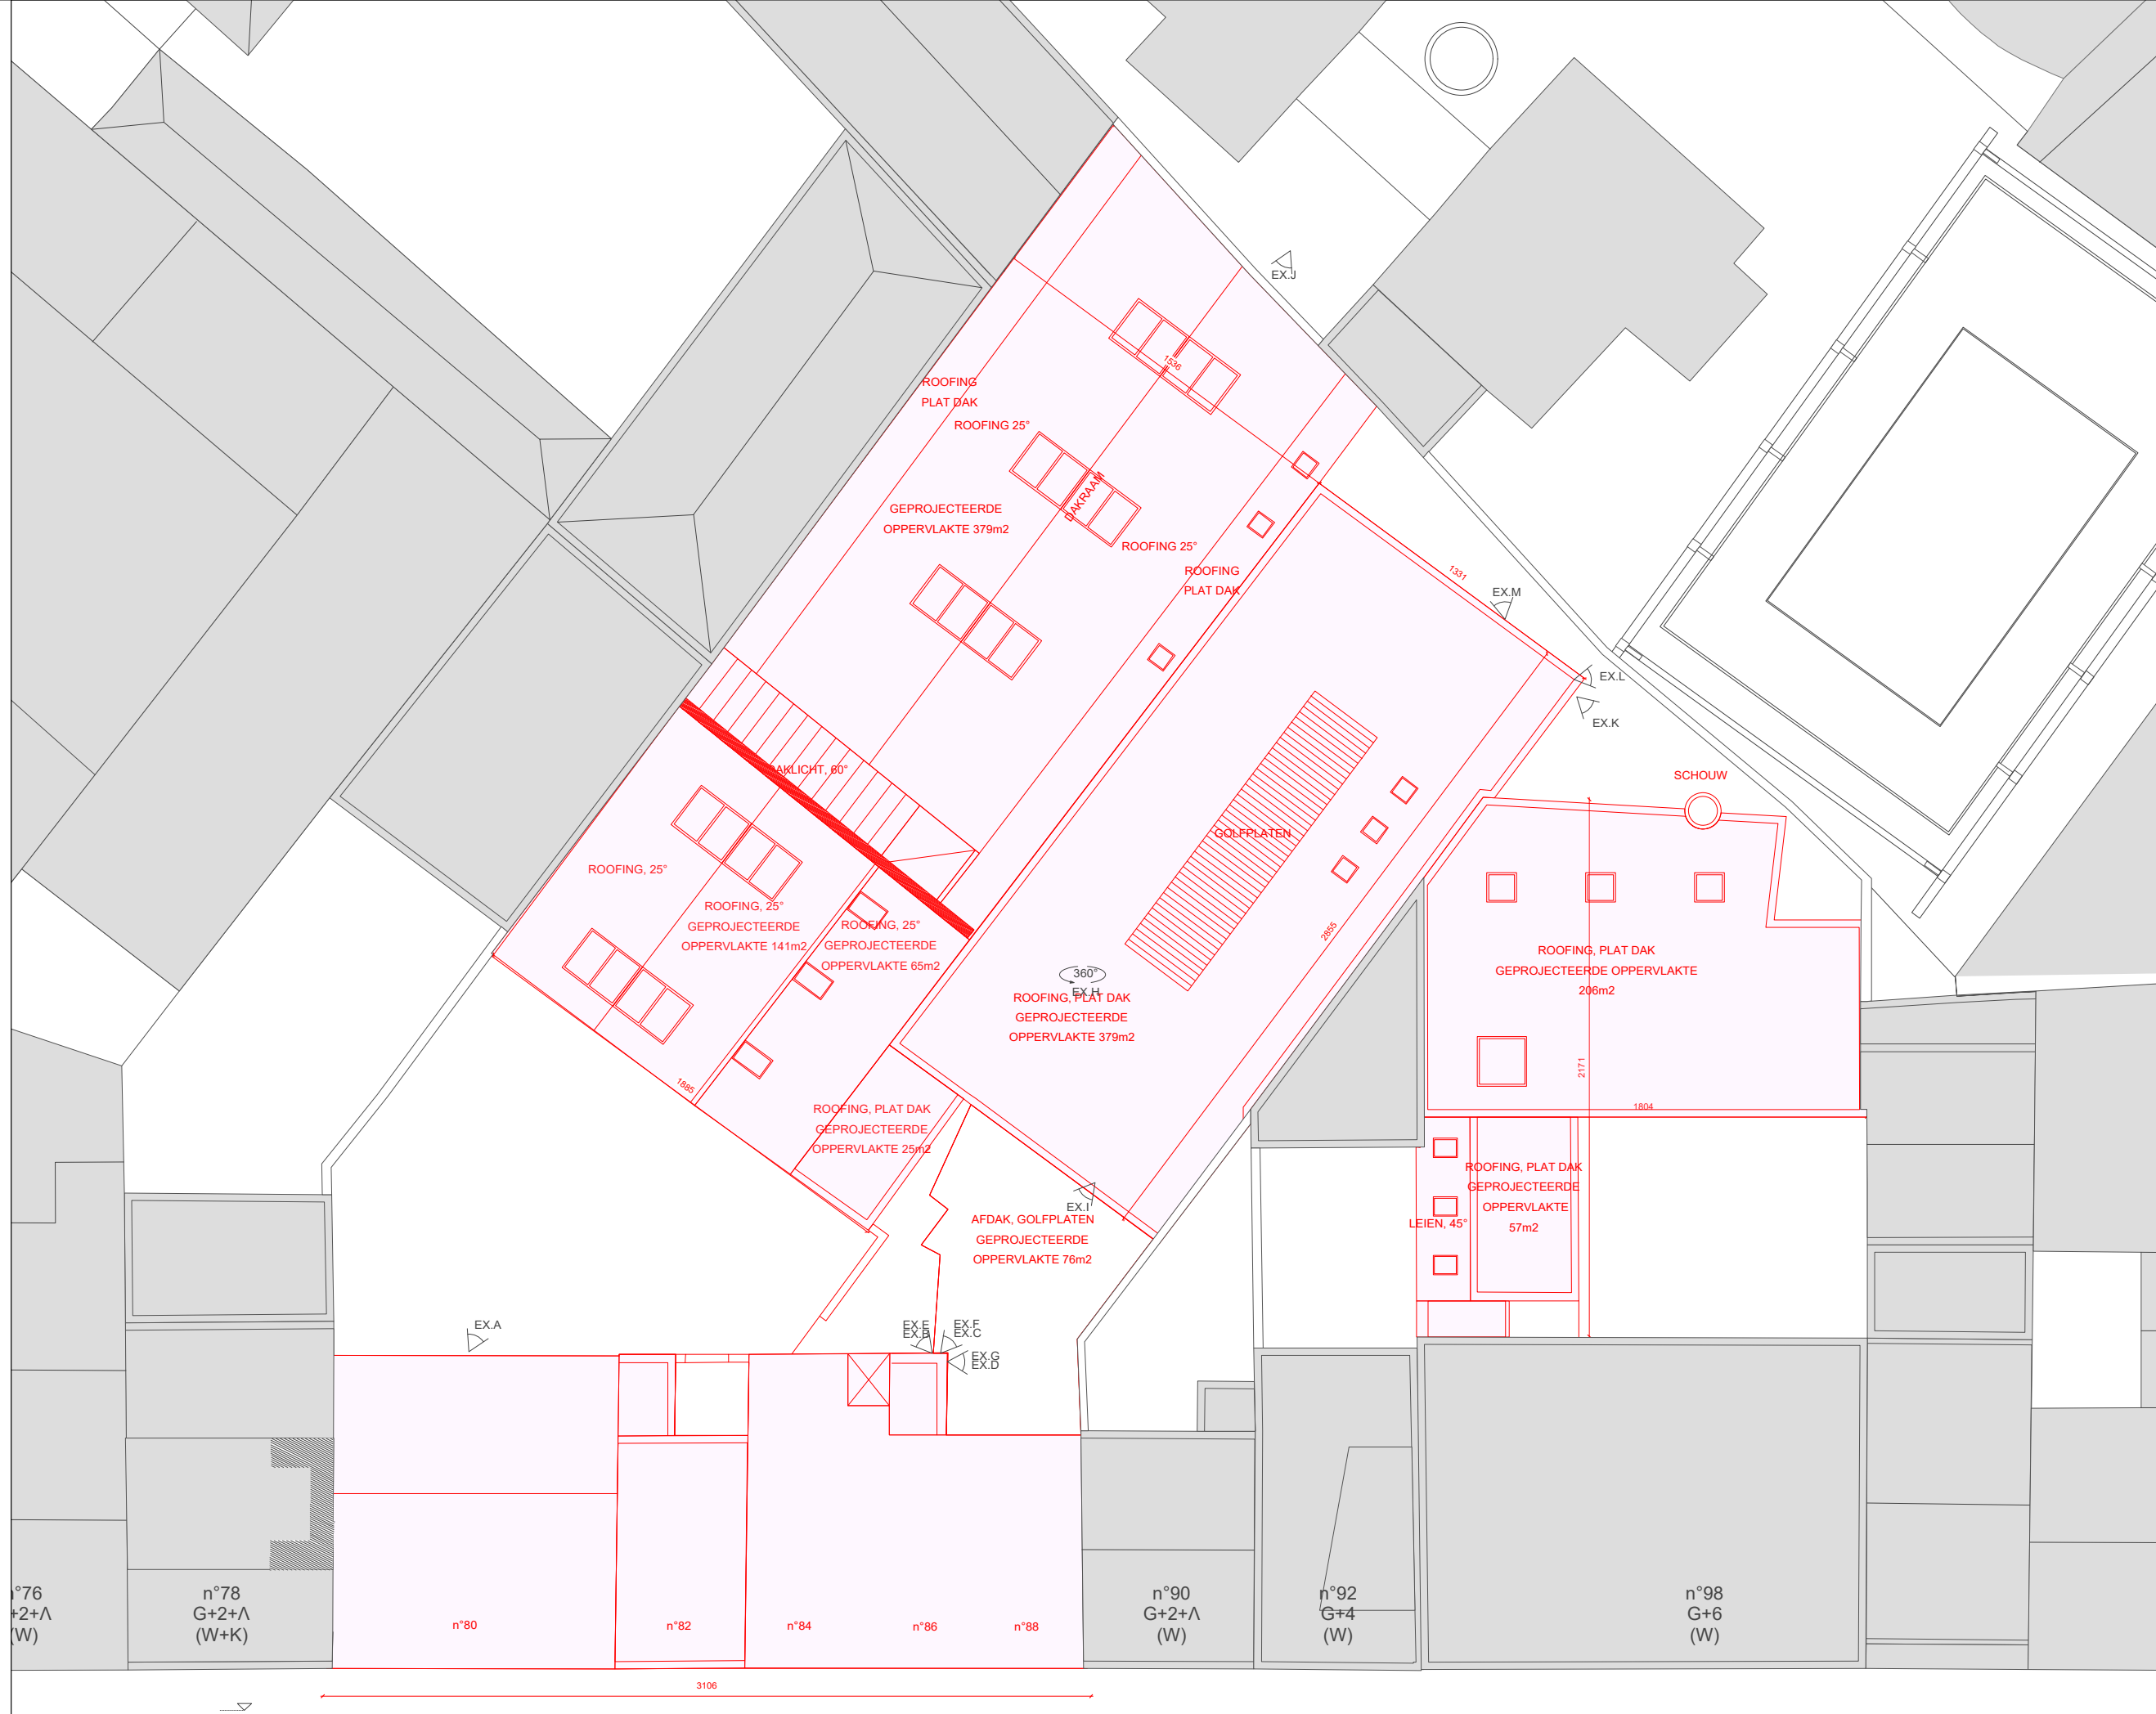 EX.J
1536
ROOFING
PLAT DAK
ROOFING 25°
DAKRAAM
GEPROJECTEERDE
OPPERVLAKTE 379m2
ROOFING 25°
ROOFING
PLAT DAK
1331
EX.M
EX.L
EX.K
SCHOUW
DAKLICHT, 60°
GOLFPLATEN
ROOFING, 25°
ROOFING, 25°
GEPROJECTEERDE
OPPERVLAKTE 141m2
ROOFING, 25°
GEPROJECTEERDE
OPPERVLAKTE 65m2
2855
ROOFING, PLAT DAK
GEPROJECTEERDE OPPERVLAKTE
206m2
360°
EX.H
ROOFING, PLAT DAK
GEPROJECTEERDE
OPPERVLAKTE 379m2
2171
1885
1804
ROOFING, PLAT DAK
GEPROJECTEERDE
OPPERVLAKTE 25m2
ROOFING, PLAT DAK
GEPROJECTEERDE
OPPERVLAKTE
57m2
LEIEN, 45°
EX.I
AFDAK, GOLFPLATEN
GEPROJECTEERDE
OPPERVLAKTE 76m2
EX.A
EX.E
EX.B
EX.F
EX.C
EX.G
EX.D
n°76
+2+Λ
(W)
n°78
G+2+Λ
(W+K)
n°80
n°82
n°84
n°86
n°88
n°90
G+2+Λ
(W)
n°92
G+4
(W)
n°98
G+6
(W)
3106